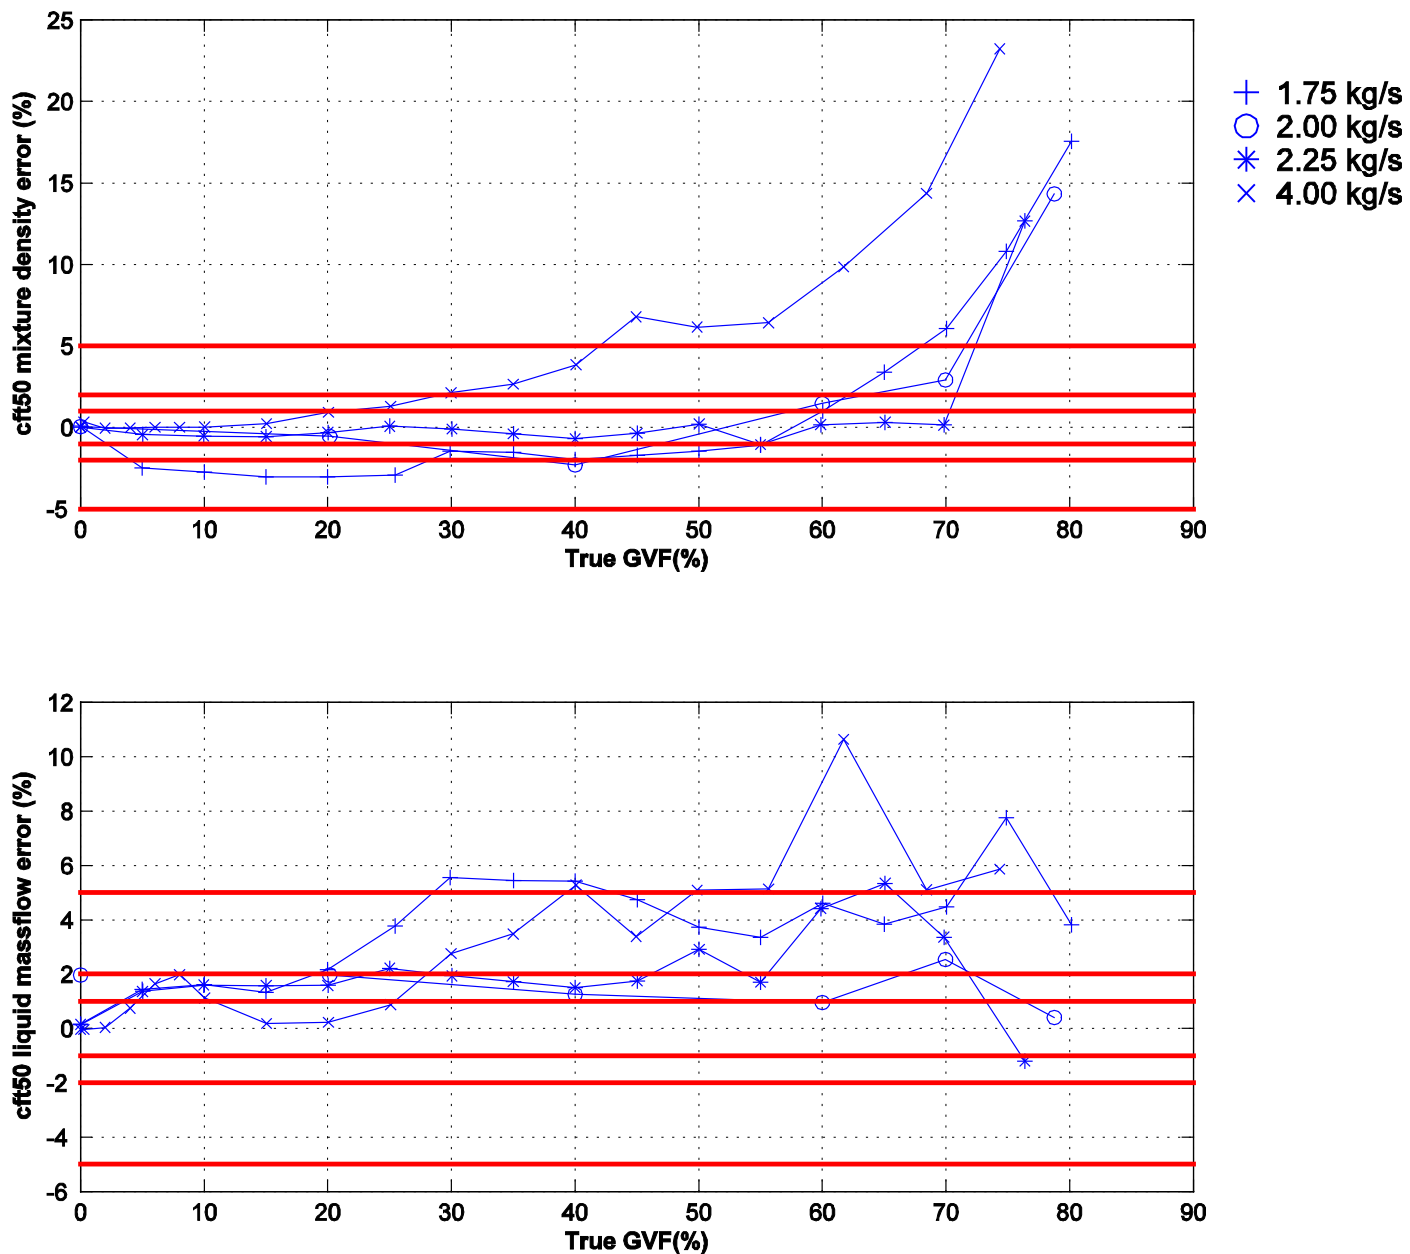 25
20
15
10
5
0
-5
cft50 mixture density error (%)
0 10 20 30 40 50 60 70 80 90
True GVF(%)
1.75 kg/s
2.00 kg/s
2.25 kg/s
4.00 kg/s
12
10
8
6
4
2
0
-2
-4
-6
cft50 liquid massflow error (%)
0 10 20 30 40 50 60 70 80 90
True GVF(%)